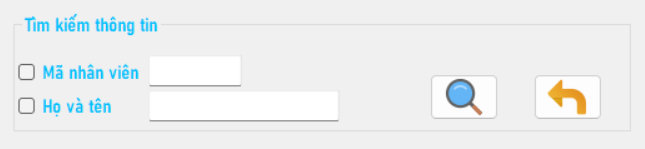 Tìm kiếm thông tin
Mã nhân viên
Họ và tên